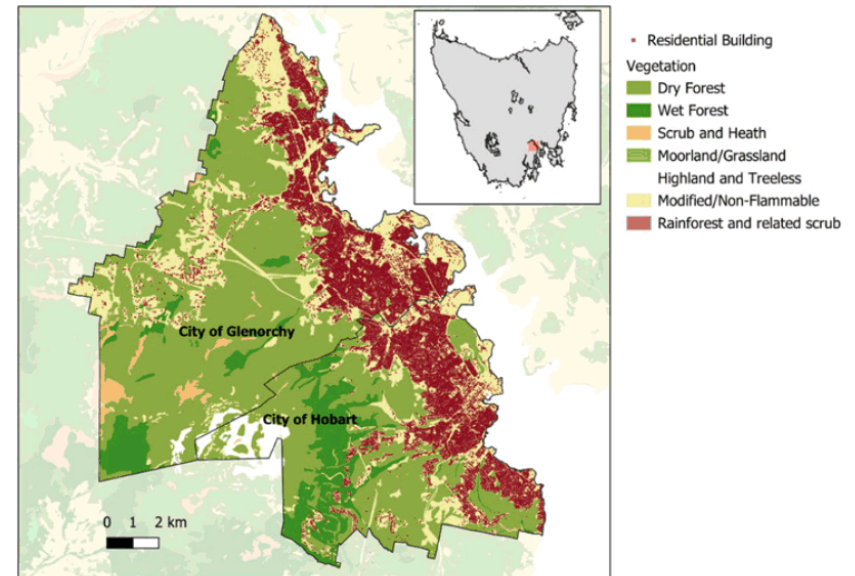 Residential Building
Vegetation
Dry Forest
Wet Forest
Scrub and Heath
Moorland/Grassland
Highland and Treeless
Modified/Non-Flammable
Rainforest and related scrub
City of Glenorchy
City of Hobart
0 1 2 km